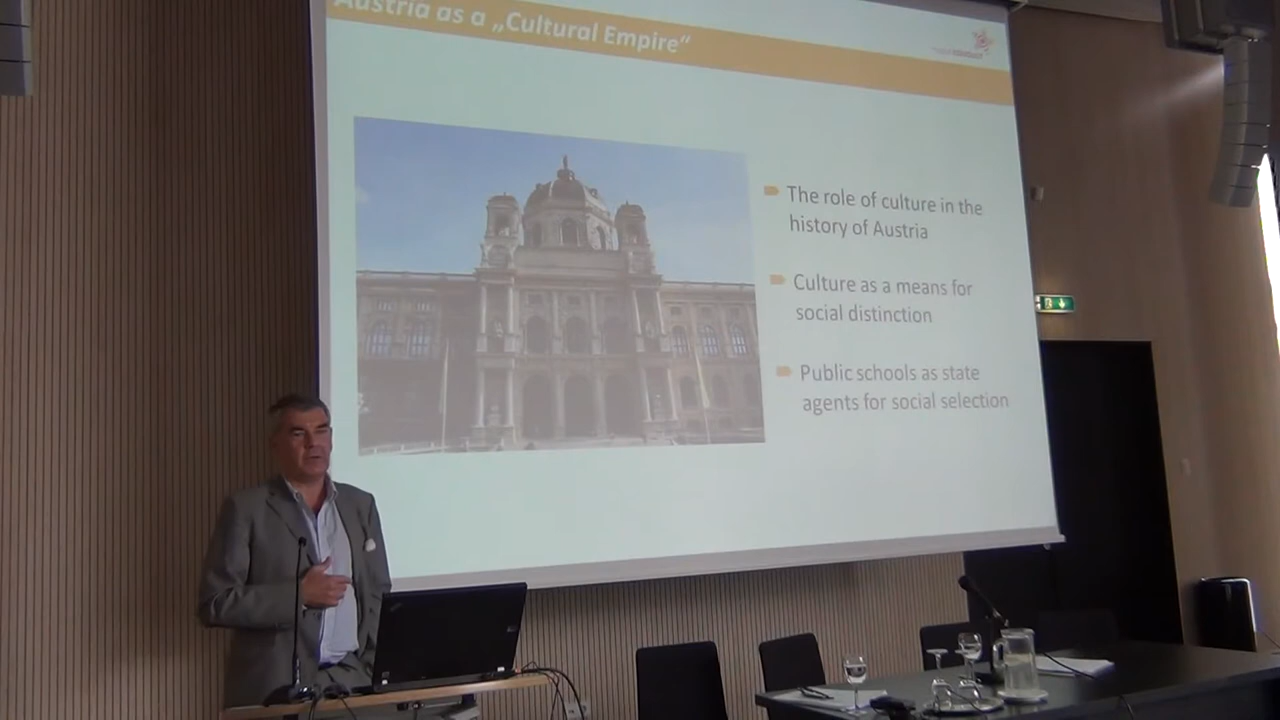 Austria as a „Cultural Empire“
The role of culture in the
history of Austria
Culture as a means for
social distinction
Public schools as state
agents for social selection